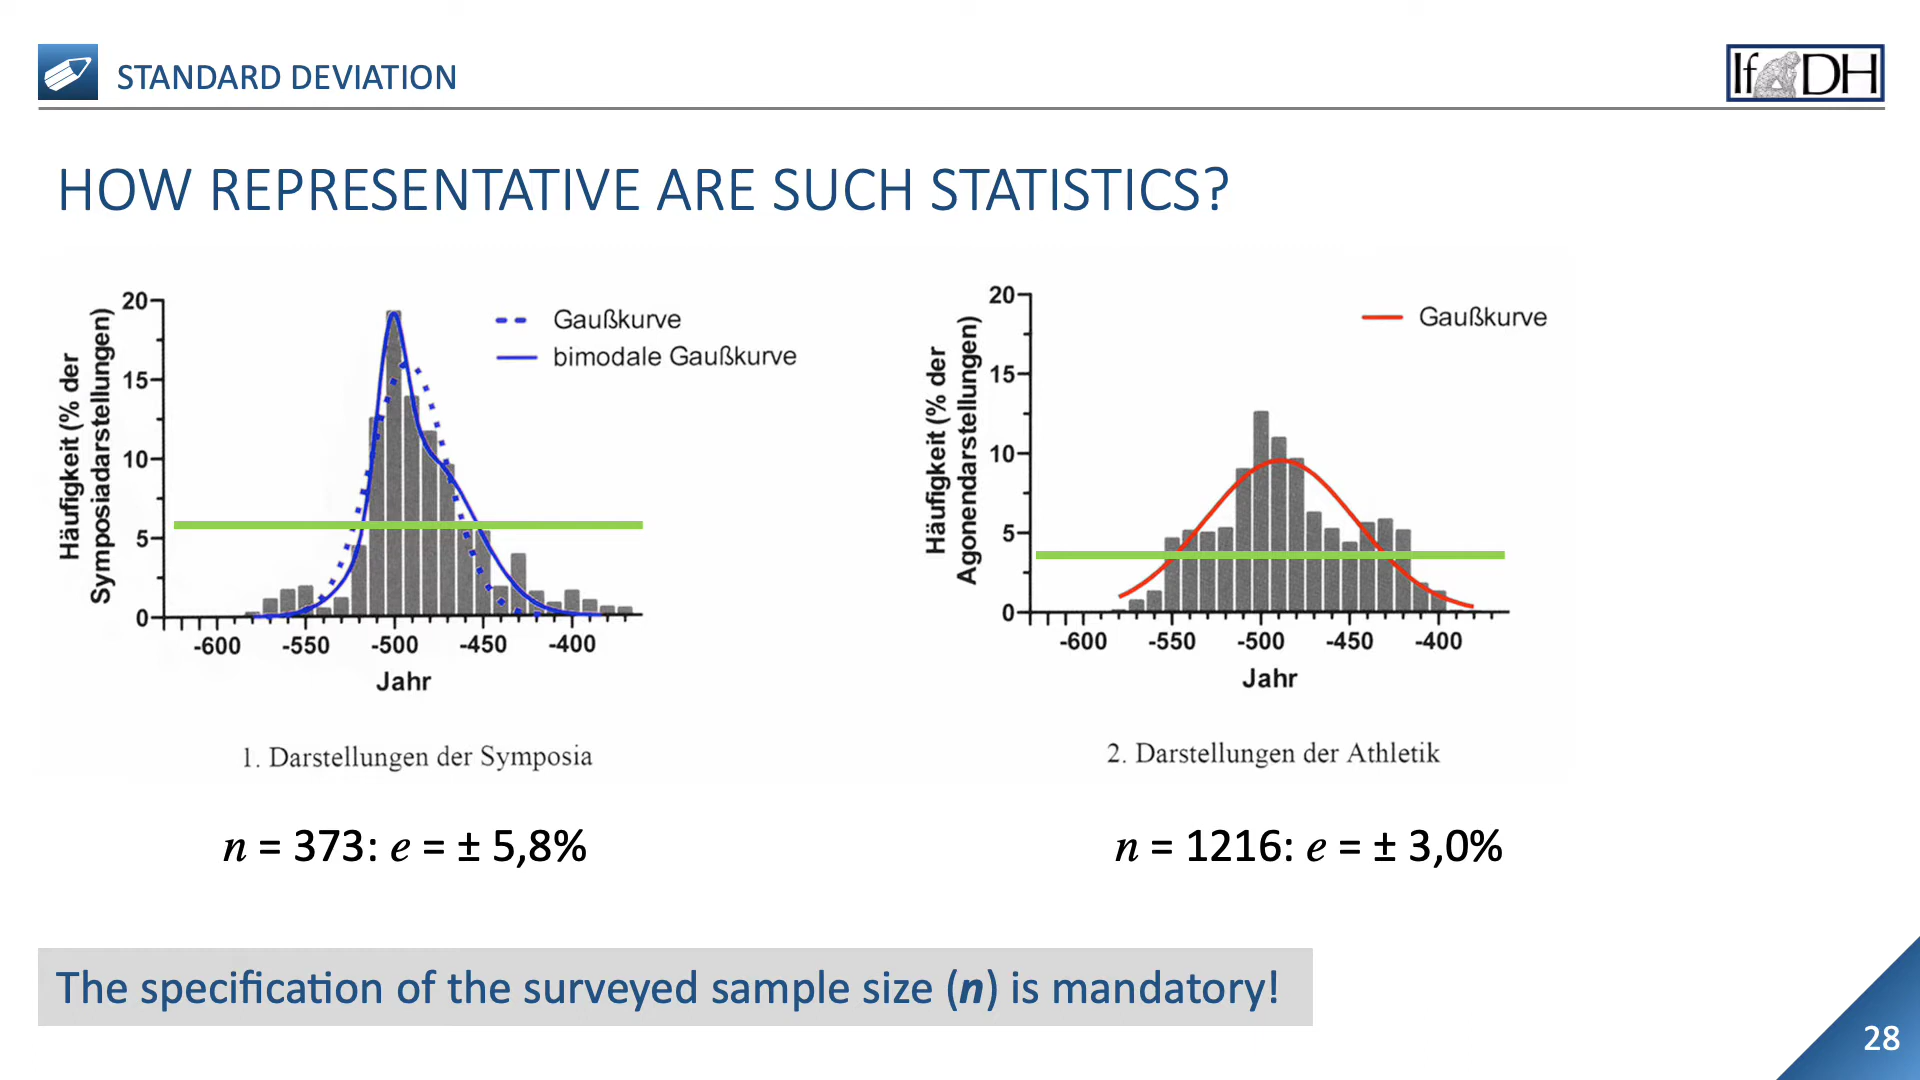 STANDARD DEVIATION
IfDH
HOW REPRESENTATIVE ARE SUCH STATISTICS?
Häufigkeit (% der
Symposiadarstellungen)
20
15
10
5
0
-600 -550 -500 -450 -400
Jahr
Gaußkurve
bimodale Gaußkurve
1. Darstellungen der Symposia
n = 373: e = ± 5,8%
Häufigkeit (% der
Agonendarstellungen)
20
15
10
5
0
-600 -550 -500 -450 -400
Jahr
Gaußkurve
2. Darstellungen der Athletik
n = 1216: e = ± 3,0%
The specification of the surveyed sample size (n) is mandatory!
28